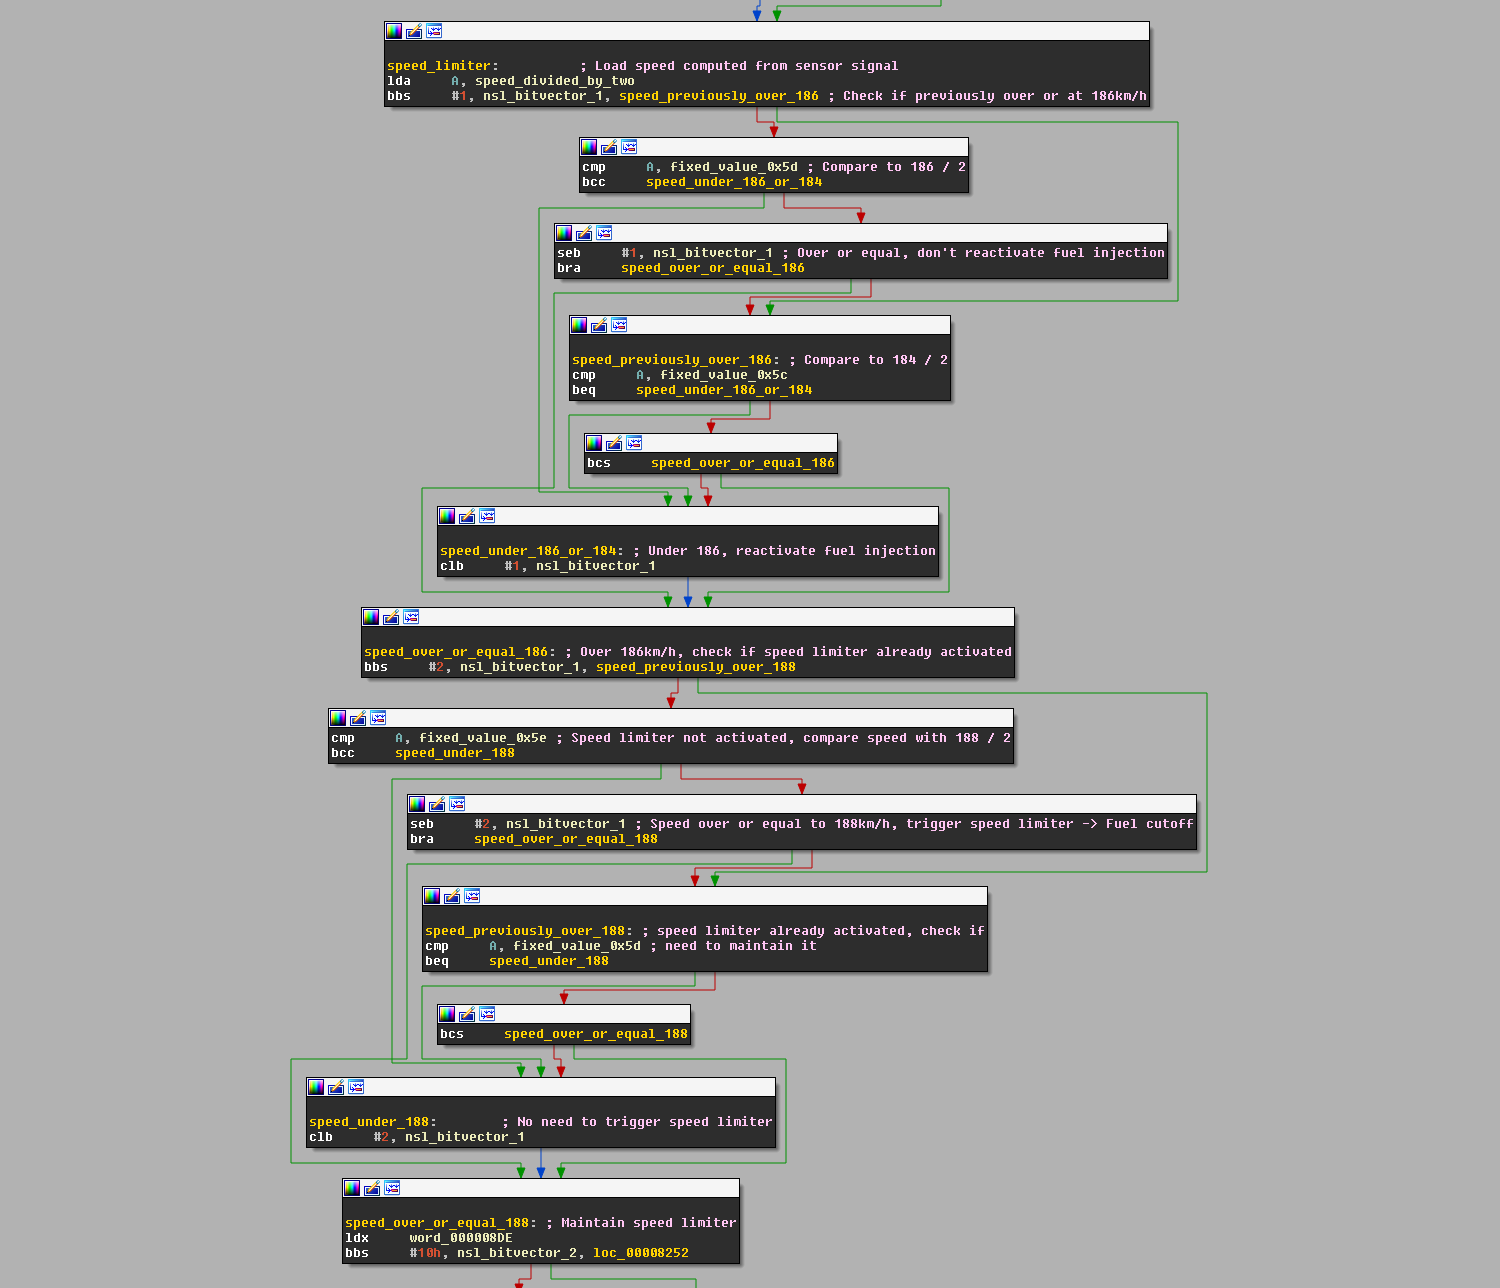 speed_limiter: ; Load speed computed from sensor signal
lda A, speed_divided_by_two
bbs #1, nsl_bitvector_1, speed_previously_over_186 ; Check if previously over or at 186km/h
cmp A, fixed_value_0x5d ; Compare to 186 / 2
bcc speed_under_186_or_184
seb #1, nsl_bitvector_1 ; Over or equal, don't reactivate fuel injection
bra speed_over_or_equal_186
speed_previously_over_186: ; Compare to 184 / 2
cmp A, fixed_value_0x5c
beq speed_under_186_or_184
bcs speed_over_or_equal_186
speed_under_186_or_184: ; Under 186, reactivate fuel injection
clb #1, nsl_bitvector_1
speed_over_or_equal_186: ; Over 186km/h, check if speed limiter already activated
bbs #2, nsl_bitvector_1, speed_previously_over_188
cmp A, fixed_value_0x5e ; Speed limiter not activated, compare speed with 188 / 2
bcc speed_under_188
seb #2, nsl_bitvector_1 ; Speed over or equal to 188km/h, trigger speed limiter -> Fuel cutoff
bra speed_over_or_equal_188
speed_previously_over_188: ; speed limiter already activated, check if
cmp A, fixed_value_0x5d ; need to maintain it
beq speed_under_188
bcs speed_over_or_equal_188
speed_under_188: ; No need to trigger speed limiter
clb #2, nsl_bitvector_1
speed_over_or_equal_188: ; Maintain speed limiter
ldx word_000008DE
bbs #10h, nsl_bitvector_2, loc_00008252